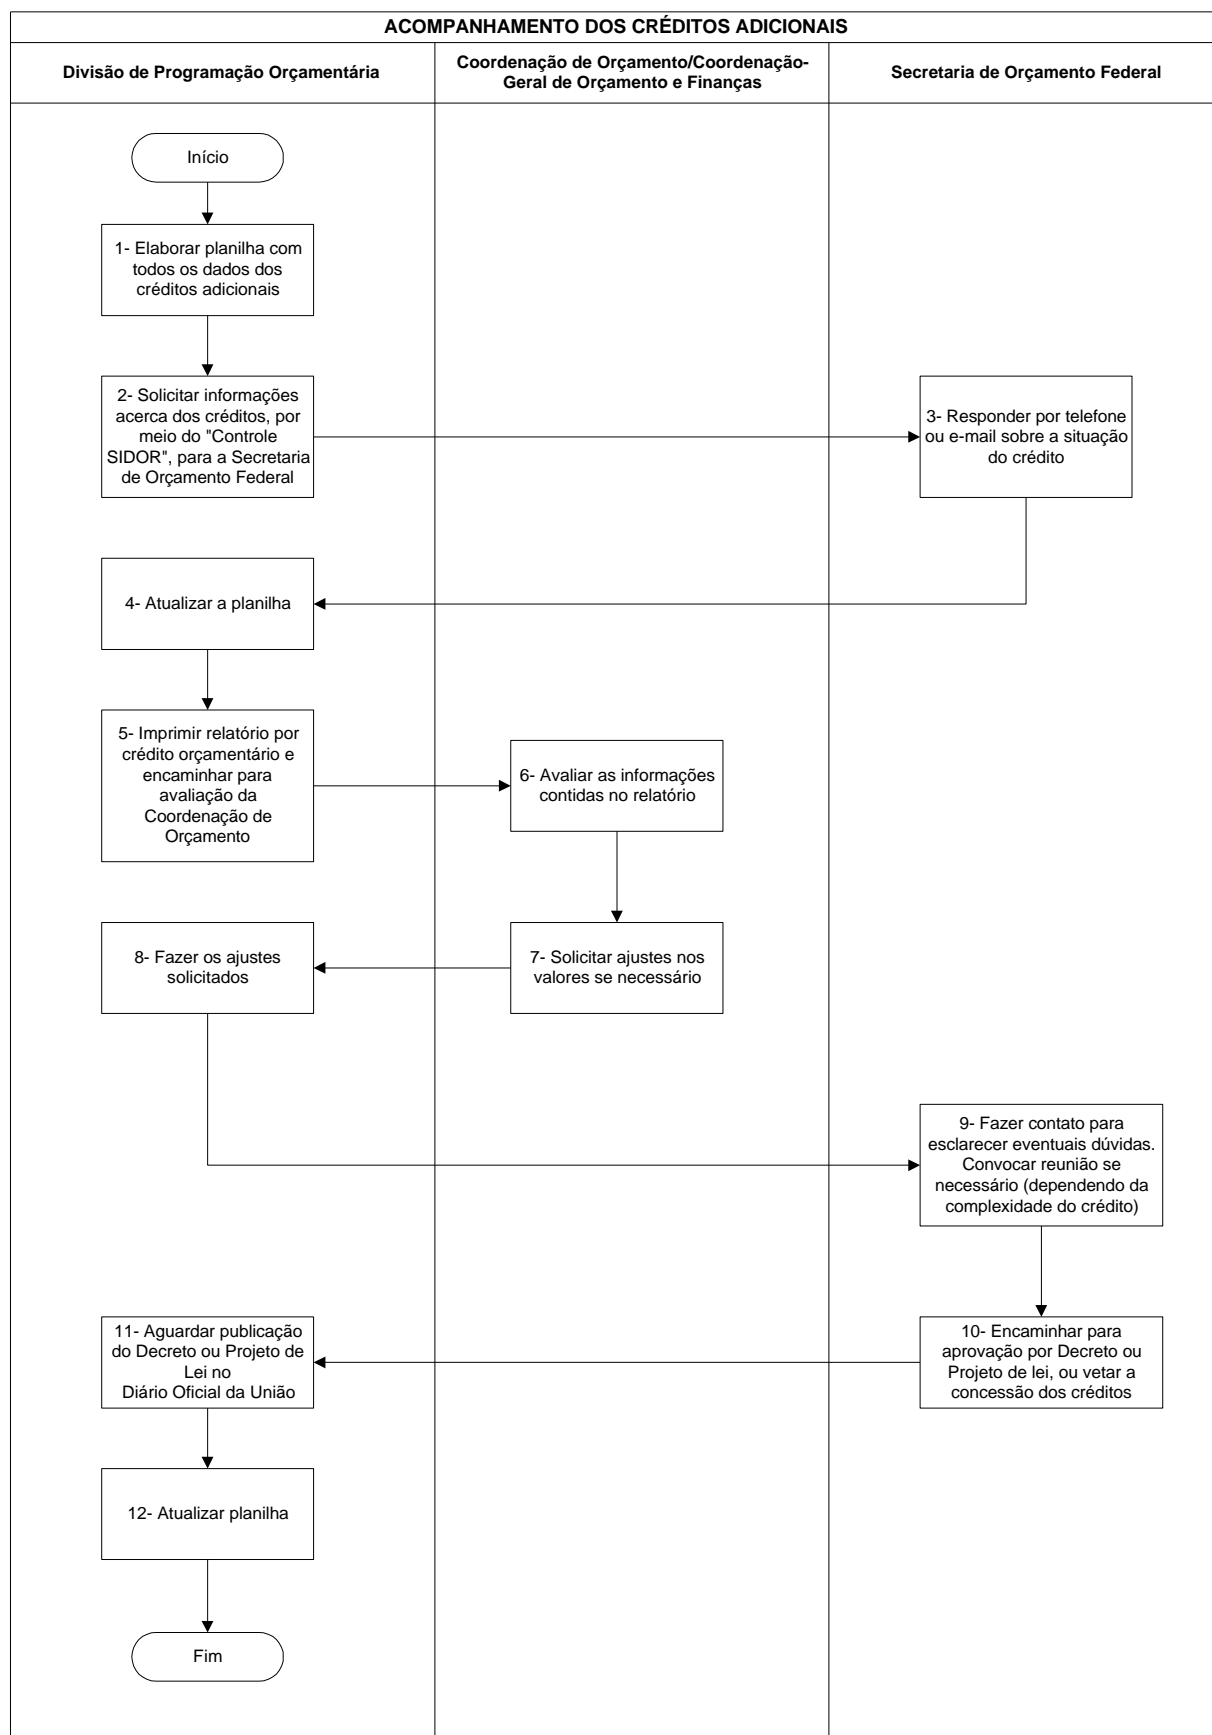 ACOMPANHAMENTO DOS CRÉDITOS ADICIONAIS
Divisão de Programação Orçamentária
Coordenação de Orçamento/Coordenação-
Geral de Orçamento e Finanças
Secretaria de Orçamento Federal
Início
1- Elaborar planilha com
todos os dados dos
créditos adicionais
2- Solicitar informações
acerca dos créditos, por
meio do "Controle
SIDOR", para a Secretaria
de Orçamento Federal
3- Responder por telefone
ou e-mail sobre a situação
do crédito
4- Atualizar a planilha
5- Imprimir relatório por
crédito orçamentário e
encaminhar para
avaliação da
Coordenação de
Orçamento
6- Avaliar as informações
contidas no relatório
7- Solicitar ajustes nos
valores se necessário
8- Fazer os ajustes
solicitados
9- Fazer contato para
esclarecer eventuais dúvidas.
Convocar reunião se
necessário (dependendo da
complexidade do crédito)
10- Encaminhar para
aprovação por Decreto ou
Projeto de lei, ou vetar a
concessão dos créditos
11- Aguardar publicação
do Decreto ou Projeto de
Lei no
Diário Oficial da União
12- Atualizar planilha
Fim